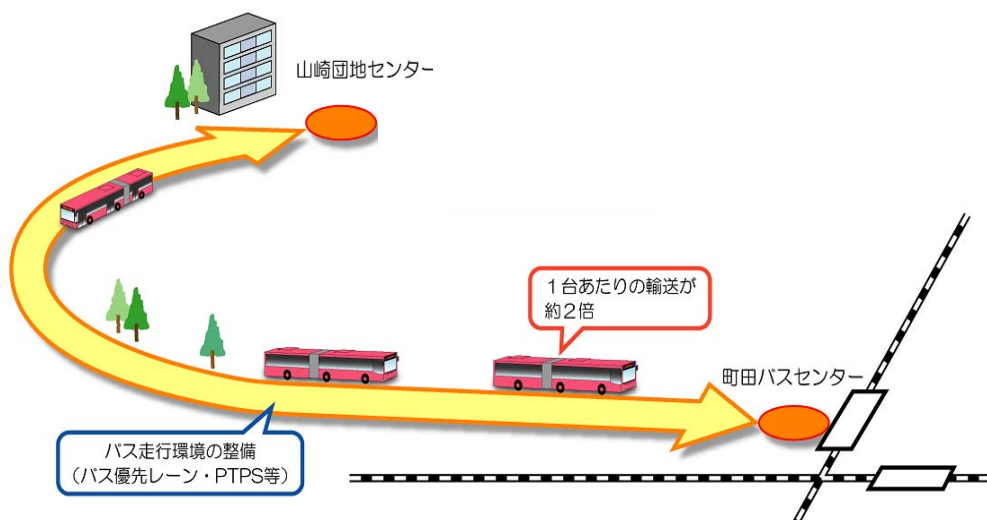 山崎団地センター
１台あたりの輸送が
約２倍
町田バスセンター
バス走行環境の整備
（バス優先レーン・PTPS等）